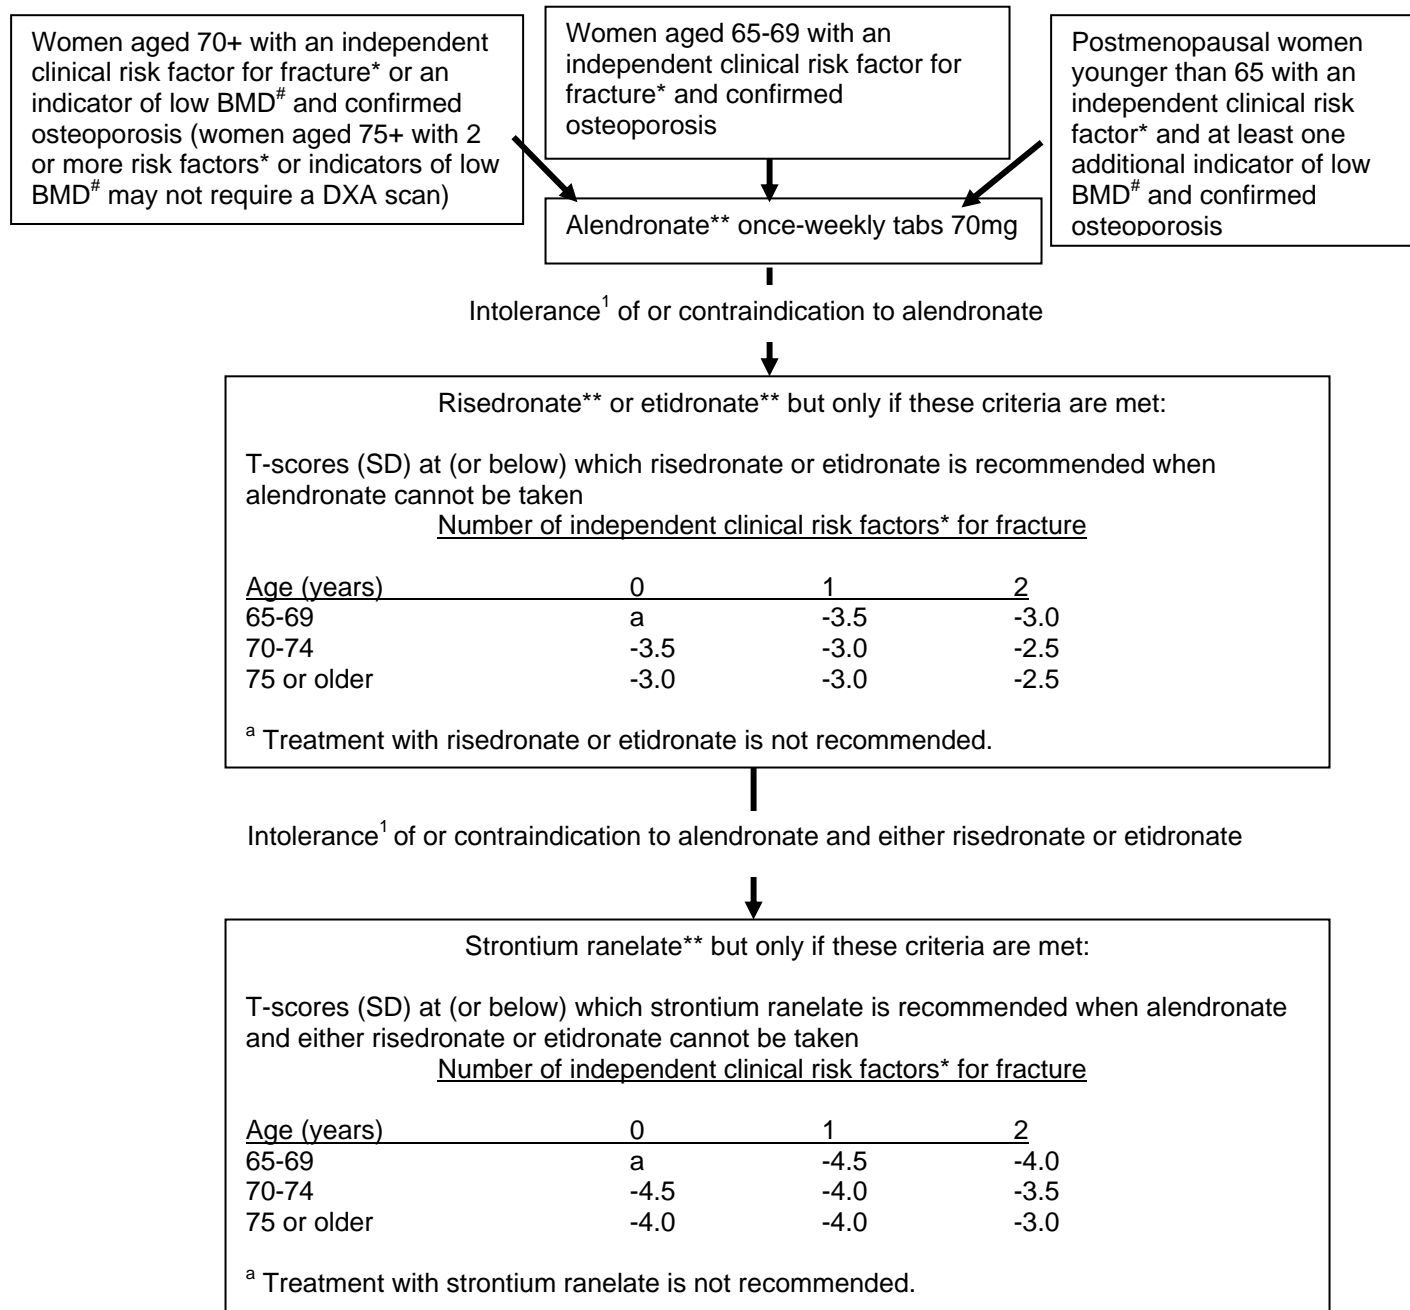 Women aged 70+ with an independent
clinical risk factor for fracture* or an
indicator of low BMD# and confirmed
osteoporosis (women aged 75+ with 2
or more risk factors* or indicators of low
BMD# may not require a DXA scan)
Women aged 65-69 with an
independent clinical risk factor for
fracture* and confirmed
osteoporosis
Postmenopausal women
younger than 65 with an
independent clinical risk
factor* and at least one
additional indicator of low
BMD# and confirmed
osteoporosis
Alendronate** once-weekly tabs 70mg
Intolerance1 of or contraindication to alendronate
Risedronate** or etidronate** but only if these criteria are met:
T-scores (SD) at (or below) which risedronate or etidronate is recommended when
alendronate cannot be taken
Number of independent clinical risk factors* for fracture
Age (years) 0 1 2
65-69 a -3.5 -3.0
70-74 -3.5 -3.0 -2.5
75 or older -3.0 -3.0 -2.5
a Treatment with risedronate or etidronate is not recommended.
Intolerance1 of or contraindication to alendronate and either risedronate or etidronate
Strontium ranelate** but only if these criteria are met:
T-scores (SD) at (or below) which strontium ranelate is recommended when alendronate
and either risedronate or etidronate cannot be taken
Number of independent clinical risk factors* for fracture
Age (years) 0 1 2
65-69 a -4.5 -4.0
70-74 -4.5 -4.0 -3.5
75 or older -4.0 -4.0 -3.0
a Treatment with strontium ranelate is not recommended.